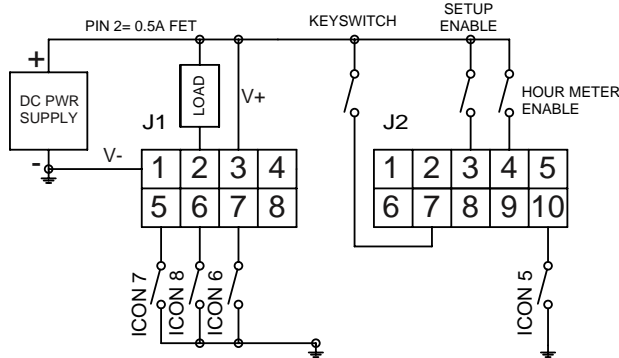 PIN 2= 0.5A FET
KEYSWITCH
SETUP
ENABLE
+
DC PWR
SUPPLY
-
LOAD
V+
HOUR METER
ENABLE
J1
J2
V-
1 2 3 4
5 6 7 8
1 2 3 4 5
6 7 8 9 10
ICON 7
ICON 8
ICON 6
ICON 5